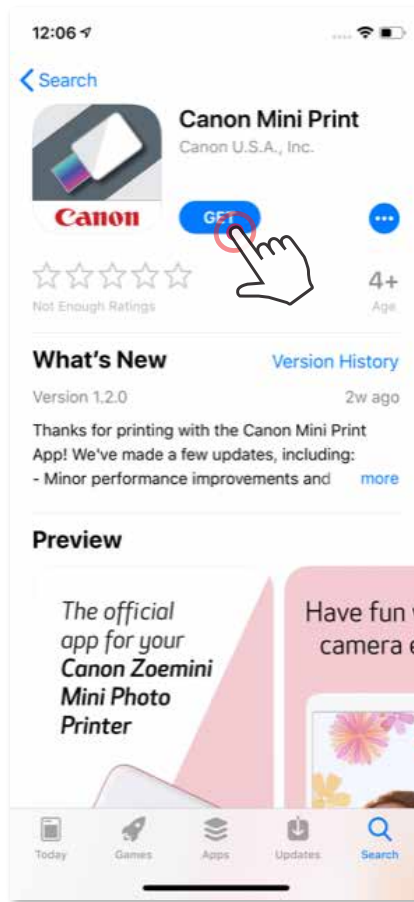 12:06
Search
Canon Mini Print
Canon U.S.A., Inc.
Canon
GET
4+
Not Enough Ratings
Age
What's New
Version History
Version 1.2.0
2w ago
Thanks for printing with the Canon Mini Print
App! We've made a few updates, including:
- Minor performance improvements and more
Preview
The official
app for your
Canon Zoemini
Mini Photo
Printer
Have fun
camera e
Today
Games
Apps
Updates
Search